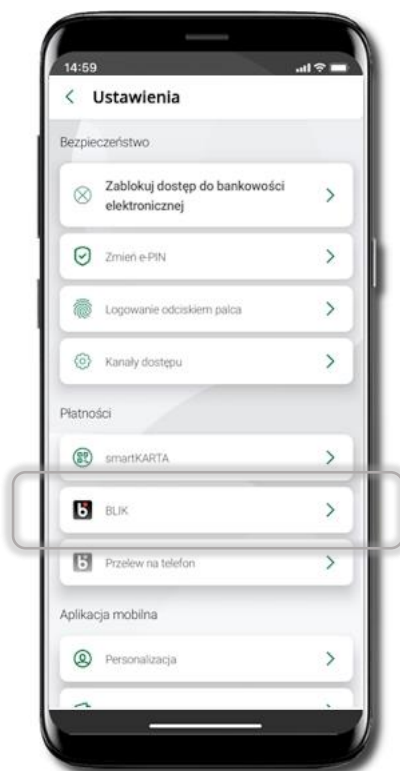 14:59
Ustawienia
Bezpieczeństwo
Zablokuj dostęp do bankowości
elektronicznej
Zmień e-PIN
Logowanie odciskiem palca
Kanały dostępu
Płatności
smartKARTA
BLIK
Przelew na telefon
Aplikacja mobilna
Personalizacja